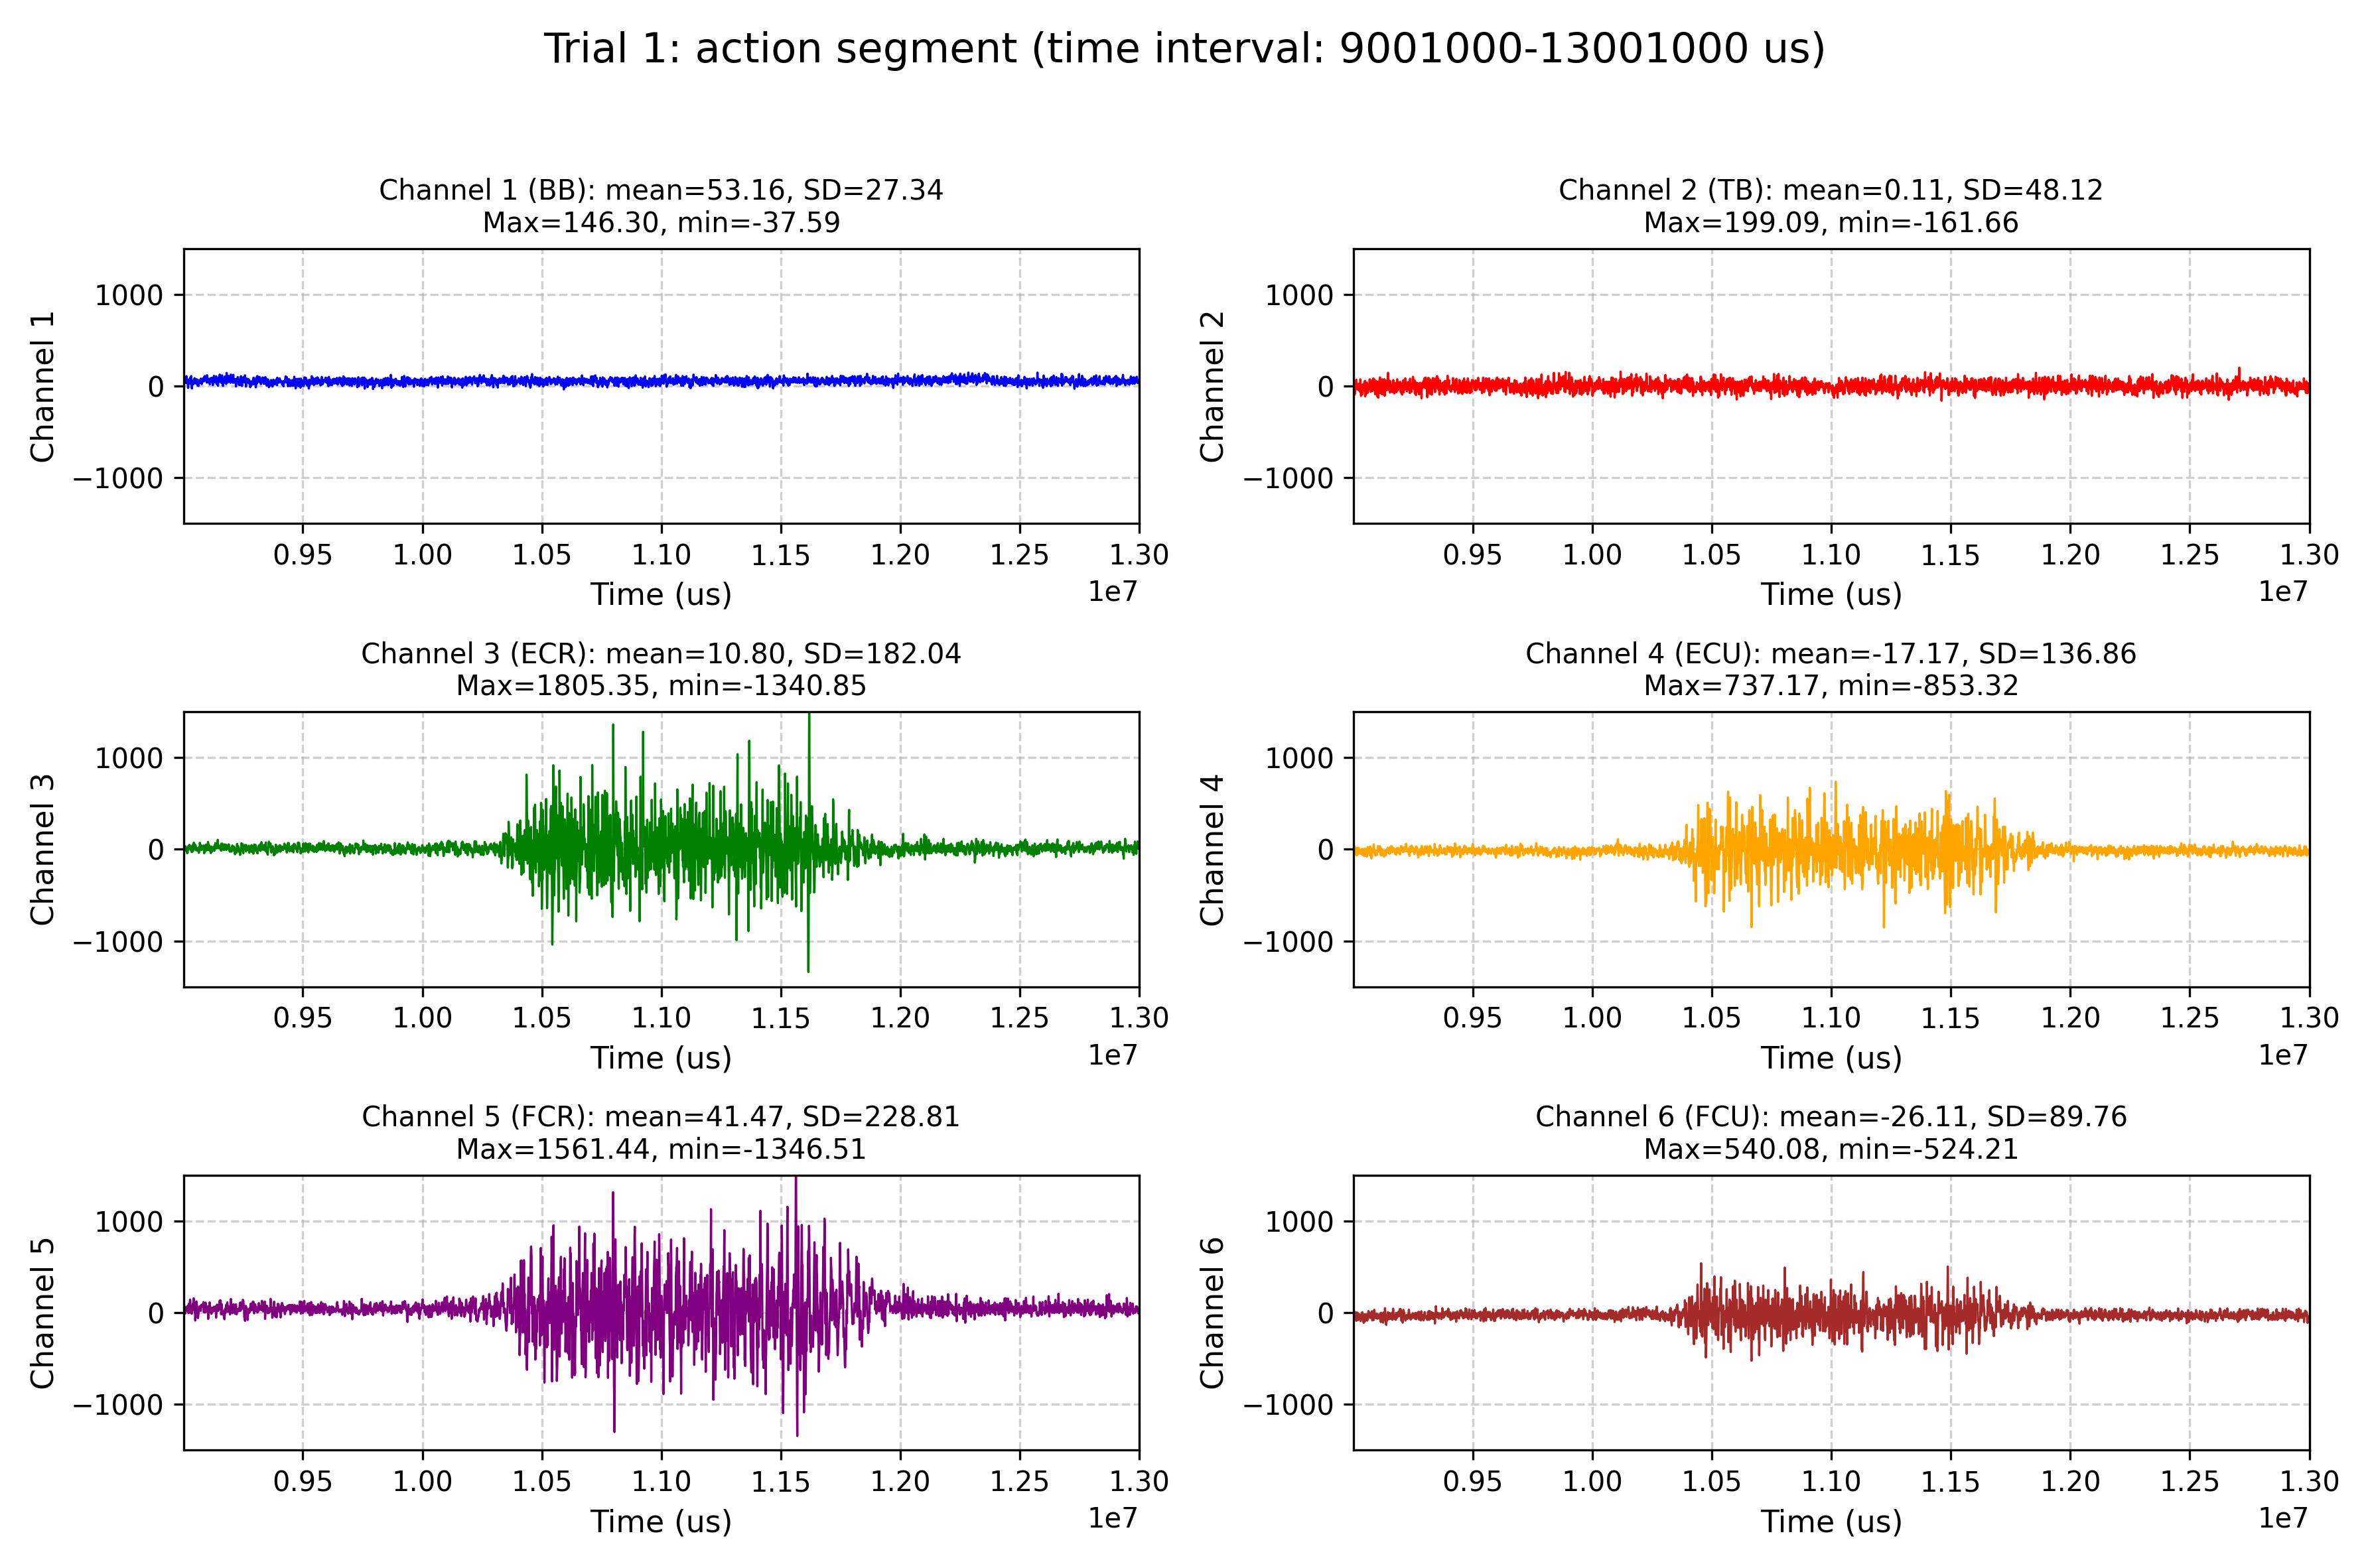 Trial 1: action segment (time interval: 9001000-13001000 us)
Channel 1 (BB): mean=53.16, SD=27.34
Max=146.30, min=-37.59
1000
0
−1000
Channel 1
0.95 1.00 1.05 1.10 1.15 1.20 1.25 1.30
1e7
Time (us)
Channel 2 (TB): mean=0.11, SD=48.12
Max=199.09, min=-161.66
1000
0
−1000
Channel 2
0.95 1.00 1.05 1.10 1.15 1.20 1.25 1.30
1e7
Time (us)
Channel 3 (ECR): mean=10.80, SD=182.04
Max=1805.35, min=-1340.85
1000
0
−1000
Channel 3
0.95 1.00 1.05 1.10 1.15 1.20 1.25 1.30
1e7
Time (us)
Channel 4 (ECU): mean=-17.17, SD=136.86
Max=737.17, min=-853.32
1000
0
−1000
Channel 4
0.95 1.00 1.05 1.10 1.15 1.20 1.25 1.30
1e7
Time (us)
Channel 5 (FCR): mean=41.47, SD=228.81
Max=1561.44, min=-1346.51
1000
0
−1000
Channel 5
0.95 1.00 1.05 1.10 1.15 1.20 1.25 1.30
1e7
Time (us)
Channel 6 (FCU): mean=-26.11, SD=89.76
Max=540.08, min=-524.21
1000
0
−1000
Channel 6
0.95 1.00 1.05 1.10 1.15 1.20 1.25 1.30
1e7
Time (us)